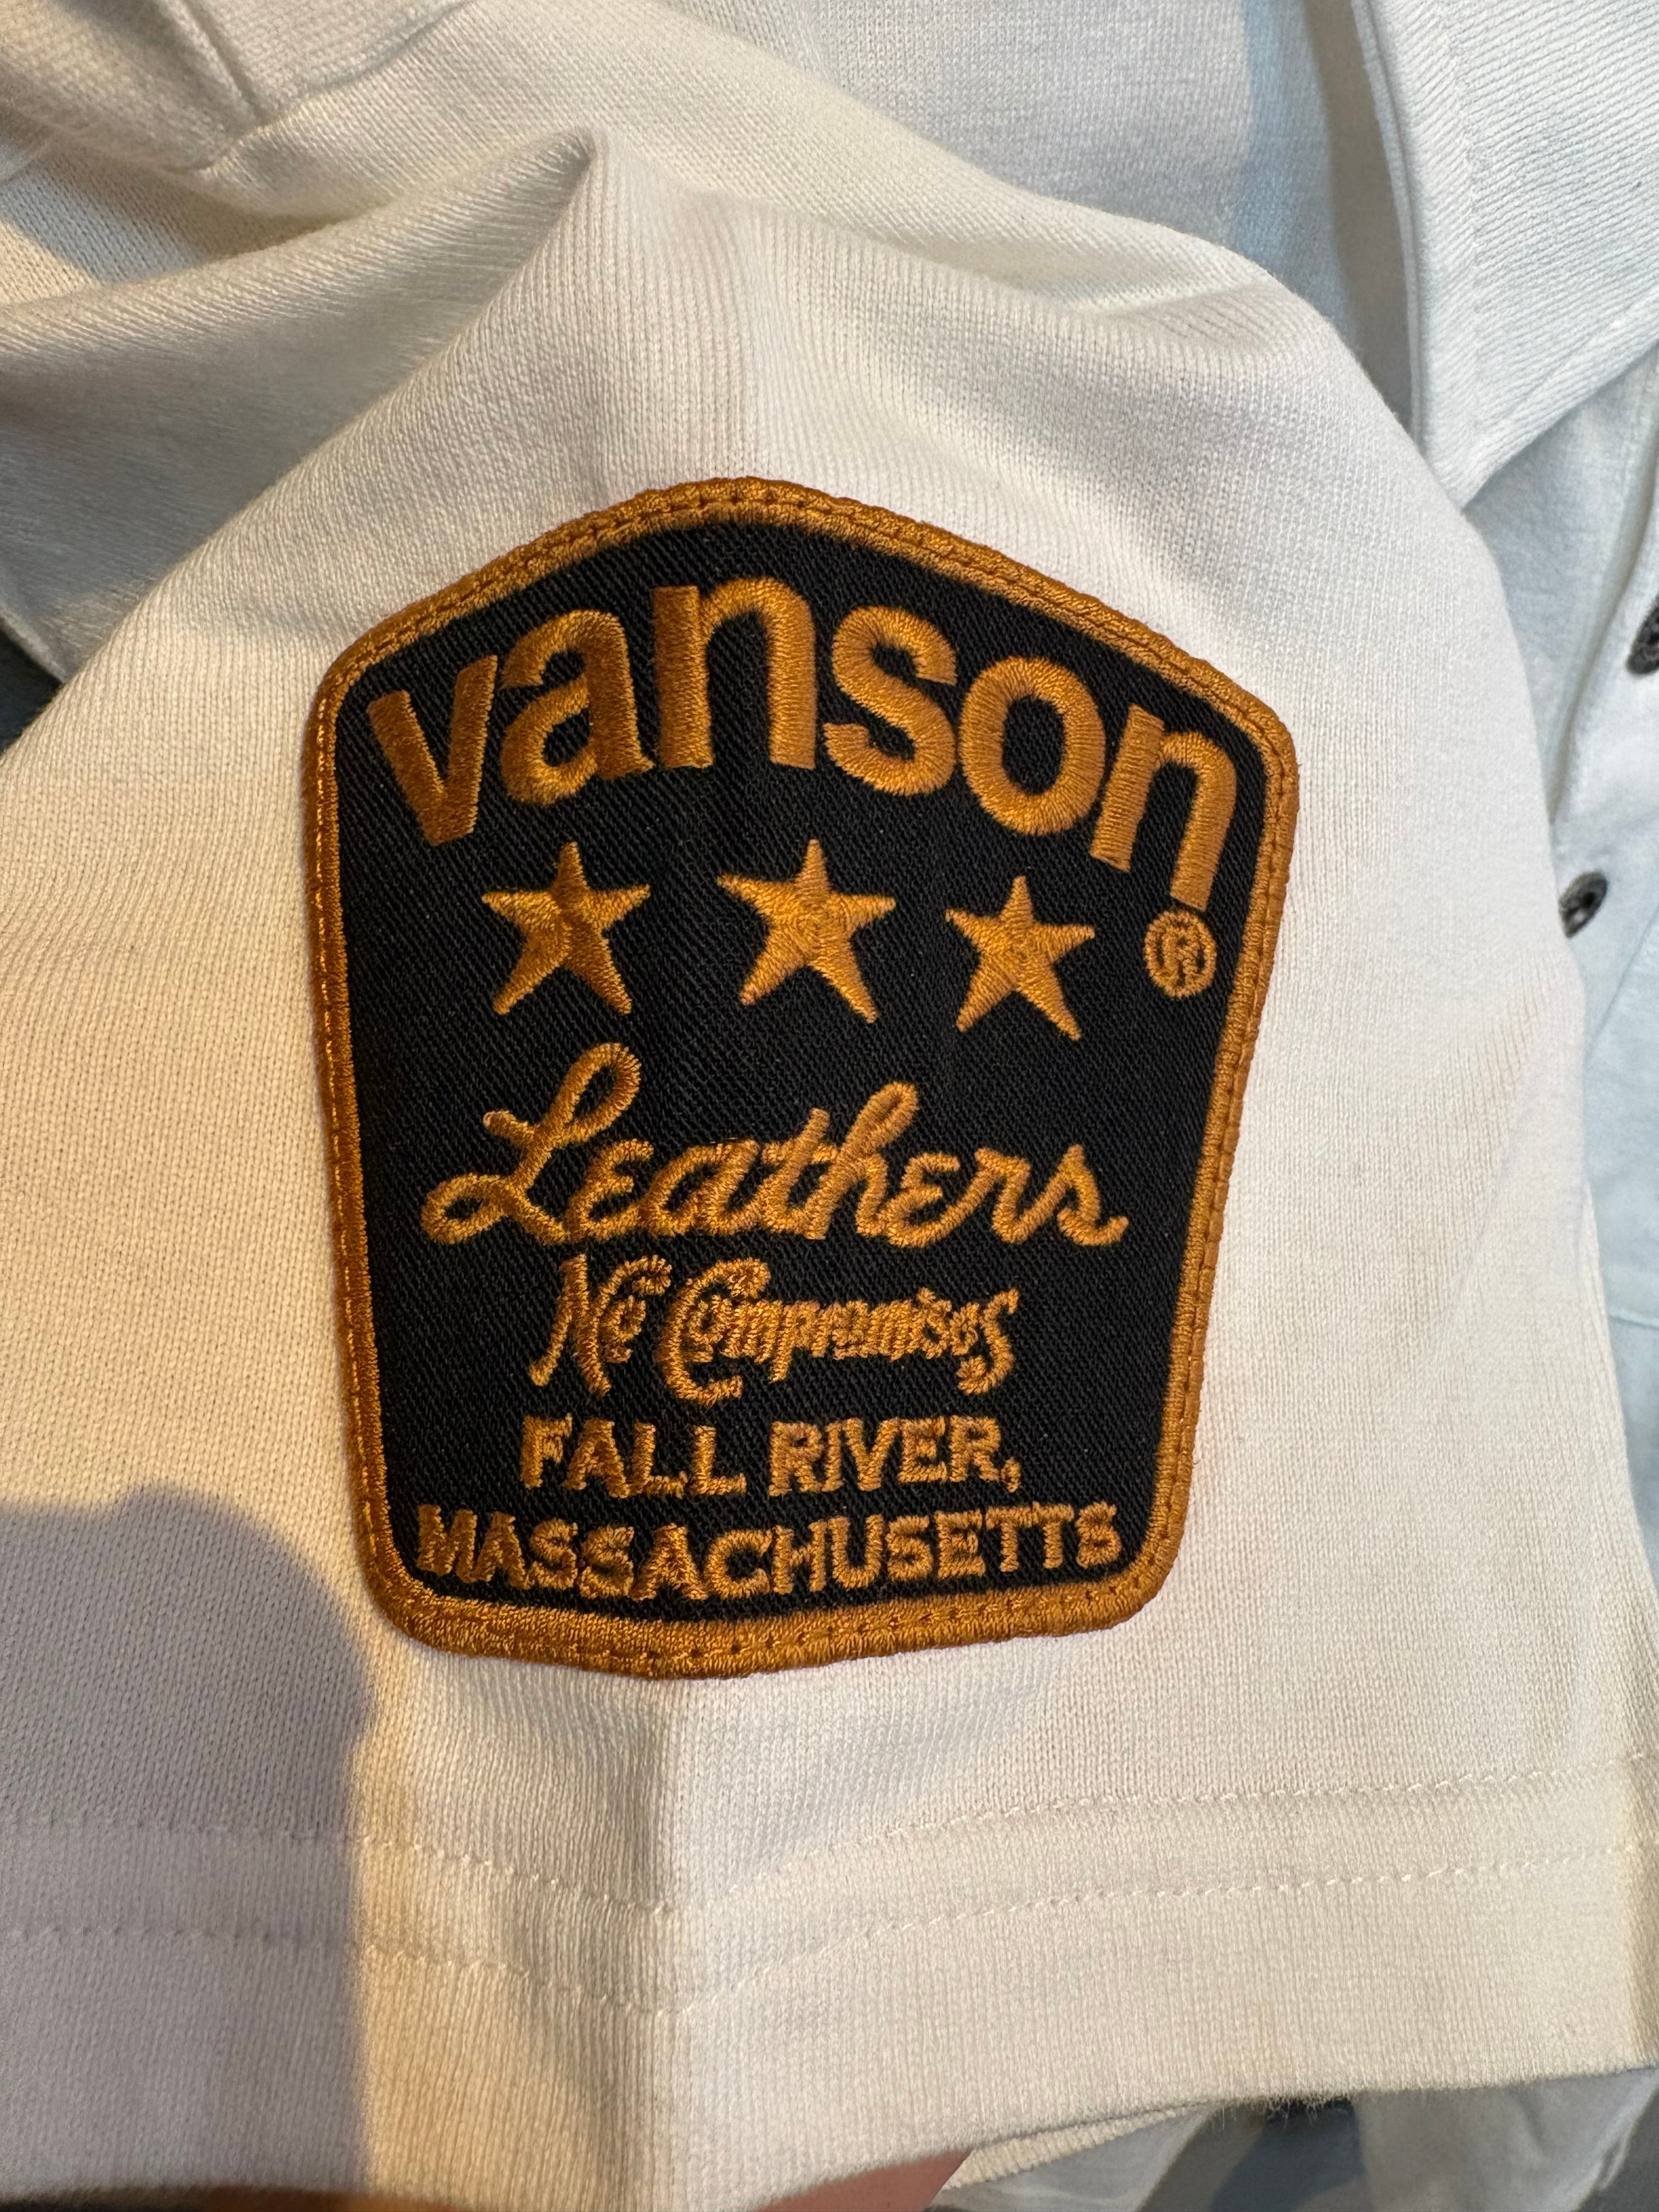 vanson
®
Leathers
No Compromises
FALL RIVER,
MASSACHUSETTS